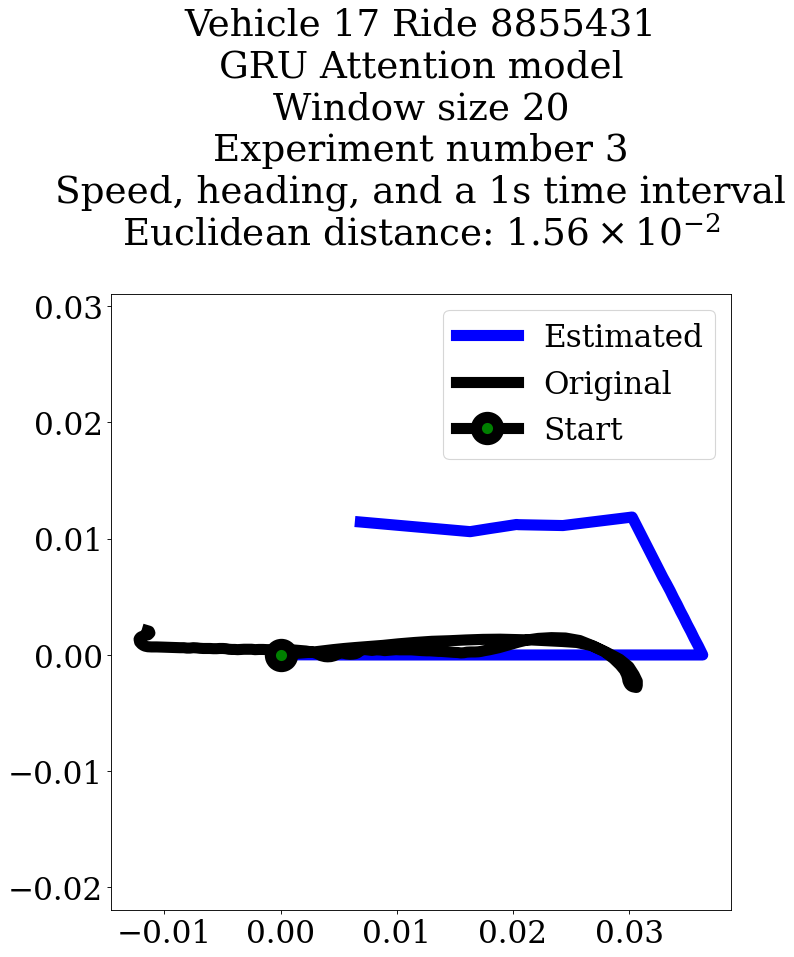 Vehicle 17 Ride 8855431
GRU Attention model
Window size 20
Experiment number 3
Speed, heading, and a 1s time interval
Euclidean distance: 1.56 × 10⁻²
0.03
0.02
0.01
0.00
−0.01
−0.02
Estimated
Original
Start
−0.01 0.00 0.01 0.02 0.03